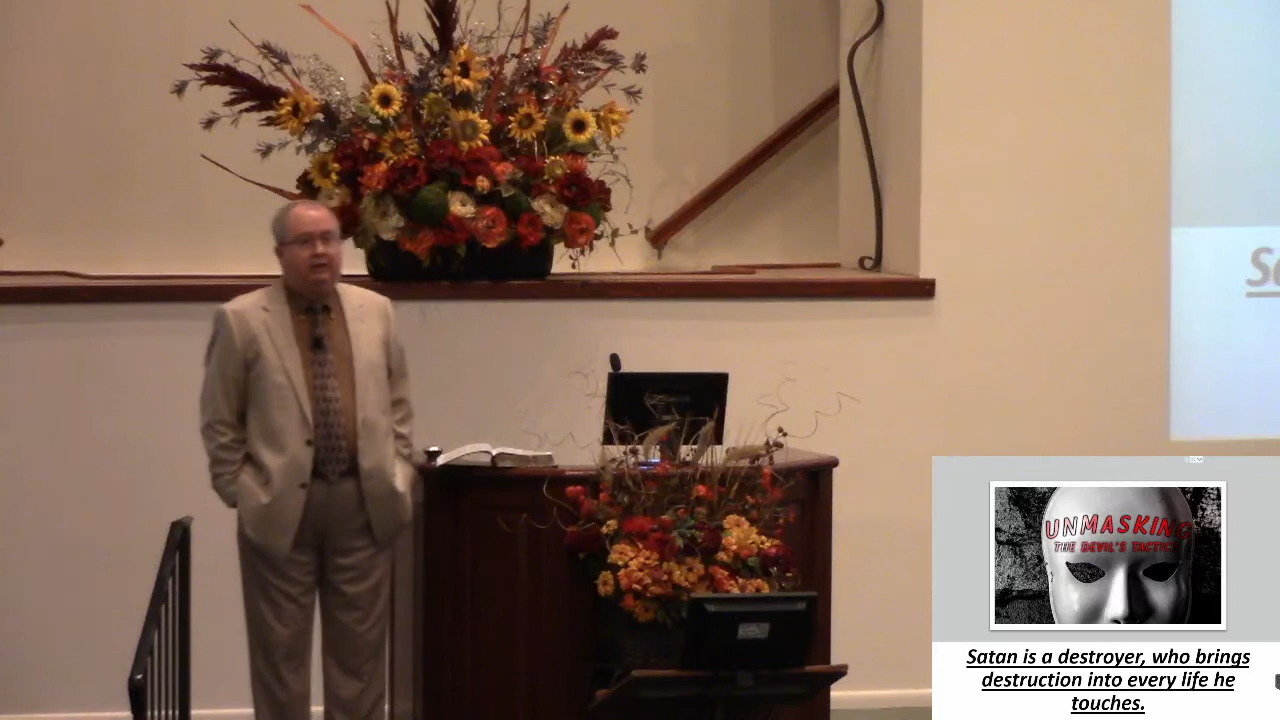 UNMASKING
THE DEVIL'S TACTICS
Satan is a destroyer, who brings
destruction into every life he
touches.